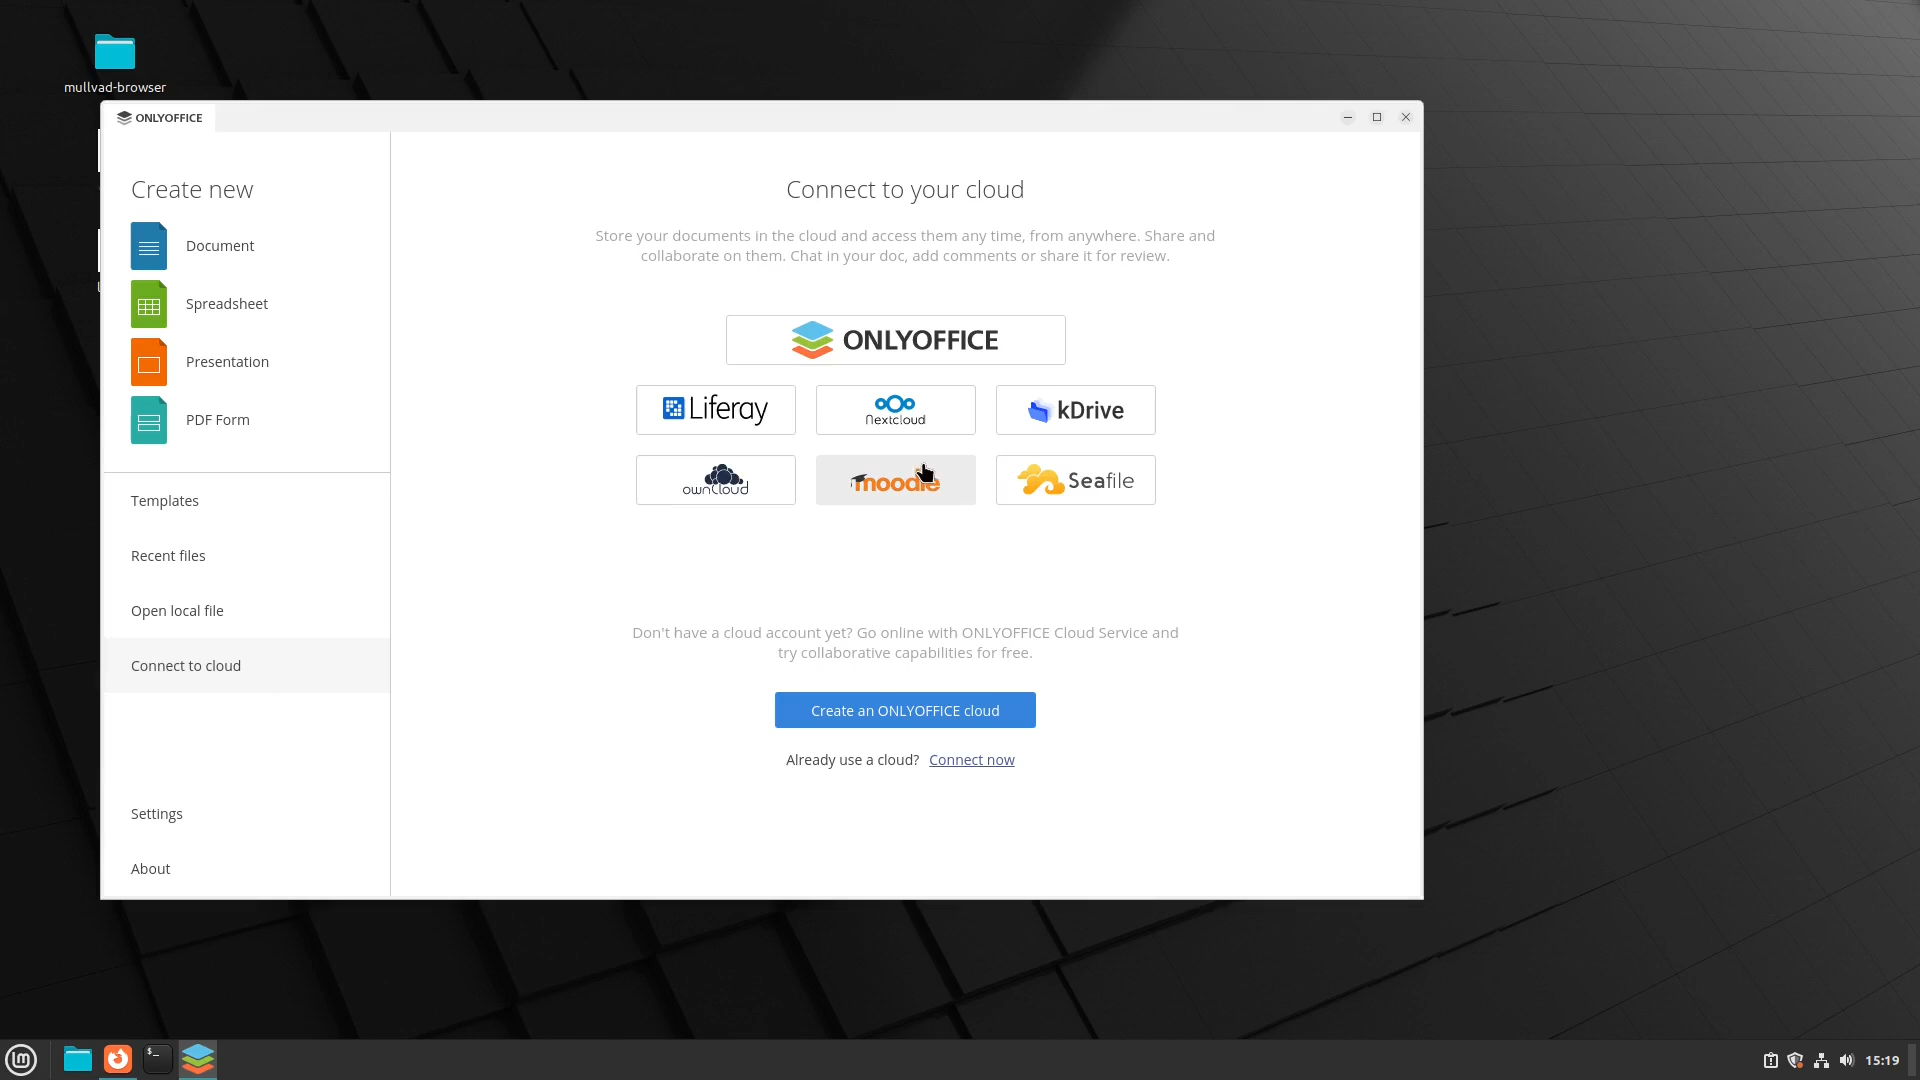 mullvad-browser
ONLYOFFICE
Create new
Document
Spreadsheet
Presentation
PDF Form
Templates
Recent files
Open local file
Connect to cloud
Settings
About
Connect to your cloud
Store your documents in the cloud and access them any time, from anywhere. Share and
collaborate on them. Chat in your doc, add comments or share it for review.
ONLYOFFICE
Liferay
Nextcloud
kDrive
ownCloud
moodle
Seafile
Don't have a cloud account yet? Go online with ONLYOFFICE Cloud Service and
try collaborative capabilities for free.
Create an ONLYOFFICE cloud
Already use a cloud? Connect now
lm
$_
15:19